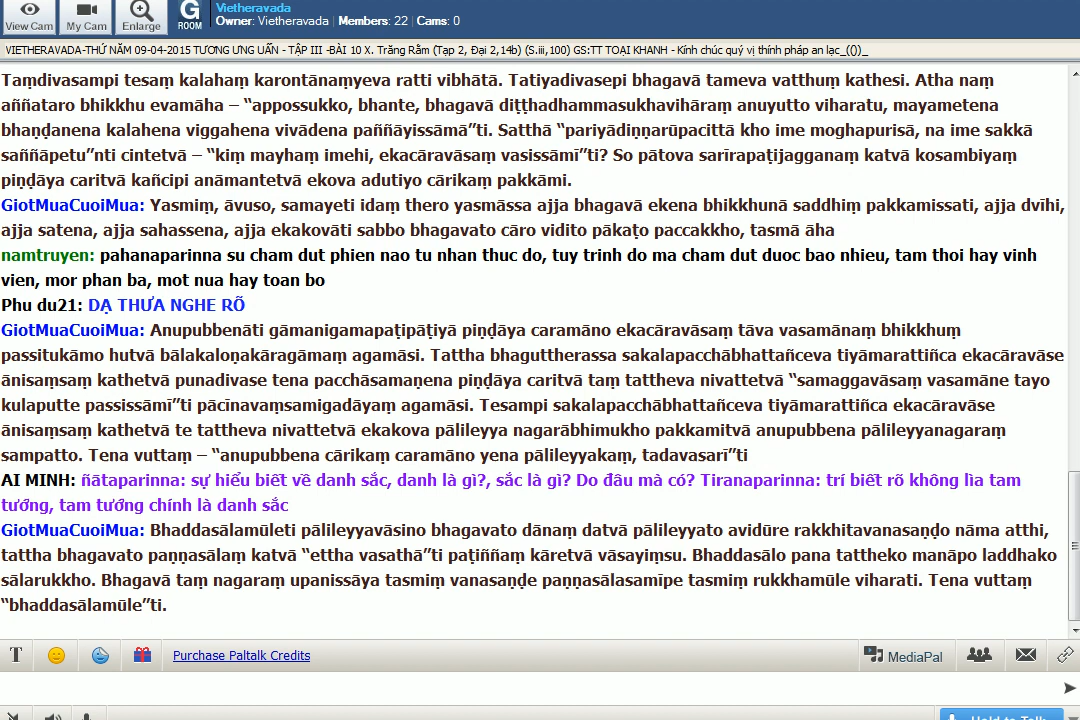 Vietheravada
Owner: Vietheravada | Members: 22 | Cams: 0
View Cam
My Cam
Enlarge
G
ROOM
VIETHERAVADA-THỨ NĂM 09-04-2015 TƯƠNG ƯNG UẨN - TẬP III -BÀI 10 X. Trăng Rằm (Tạp 2, Ðại 2,14b) (S.iii,100) GS:TT TOẠI KHANH - Kính chúc quý vị thính pháp an lạc_(())_
Taṃdivasampi tesaṃ kalahaṃ karontānaṃyeva ratti vibhātā. Tatiyadivasepi bhagavā tameva vatthuṃ kathesi. Atha naṃ
aññataro bhikkhu evamāha – “appossukko, bhante, bhagavā diṭṭhadhammasukhavihāraṃ anuyutto viharatu, mayametena
bhaṇḍanena kalahena viggahena vivādena paññāyissāmā”ti. Satthā “pariyādiṇṇarūpacittā kho ime moghapurisā, na ime sakkā
saññāpetu”nti cintetvā – “kiṃ mayhaṃ imehi, ekacāravāsaṃ vasissāmī”ti? So pātova sarīrapaṭijagganaṃ katvā kosambiyaṃ
piṇḍāya caritvā kañcipi anāmantetvā ekova adutiyo cārikaṃ pakkāmi.
GiotMuaCuoiMua: Yasmiṃ, āvuso, samayeti idaṃ thero yasmāssa ajja bhagavā ekena bhikkhunā saddhiṃ pakkamissati, ajja dvīhi,
ajja satena, ajja sahassena, ajja ekakovāti sabbo bhagavato cāro vidito pākaṭo paccakkho, tasmā āha
namtruyen: pahanaparinna su cham dut phien nao tu nhan thuc do, tuy trinh do ma cham dut duoc bao nhieu, tam thoi hay vinh
vien, mor phan ba, mot nua hay toan bo
Phu du21: DẠ THƯA NGHE RÕ
GiotMuaCuoiMua: Anupubbenāti gāmanigamapaṭipāṭiyā piṇḍāya caramāno ekacāravāsaṃ tāva vasamānaṃ bhikkhuṃ
passitukāmo hutvā bālakaloṇakāragāmaṃ agamāsi. Tattha bhaguttherassa sakalapacchābhattañceva tiyāmarattiñca ekacāravāse
ānisaṃsaṃ kathetvā punadivase tena pacchāsamaṇena piṇḍāya caritvā taṃ tattheva nivattetvā “samaggavāsaṃ vasamāne tayo
kulaputte passissāmī”ti pācīnavaṃsamigadāyaṃ agamāsi. Tesampi sakalapacchābhattañceva tiyāmarattiñca ekacāravāse
ānisaṃsaṃ kathetvā te tattheva nivattetvā ekakova pālileyya nagarābhimukho pakkamitvā anupubbena pālileyyanagaraṃ
sampatto. Tena vuttaṃ – “anupubbena cārikaṃ caramāno yena pālileyyakaṃ, tadavasarī”ti
AI MINH: ñātaparinna: sự hiểu biết về danh sắc, danh là gì?, sắc là gì? Do đâu mà có? Tiranaparinna: trí biết rõ không lìa tam
tướng, tam tướng chính là danh sắc
GiotMuaCuoiMua: Bhaddasālamūleti pālileyyavāsino bhagavato dānaṃ datvā pālileyyato avidūre rakkhitavanasaṇḍo nāma atthi,
tattha bhagavato paṇṇasālaṃ katvā “ettha vasathā”ti paṭiññaṃ kāretvā vāsayiṃsu. Bhaddasālo pana tattheko manāpo laddhako
sālarukkho. Bhagavā taṃ nagaraṃ upanissāya tasmiṃ vanasaṇḍe paṇṇasālasamīpe tasmiṃ rukkhamūle viharati. Tena vuttaṃ
“bhaddasālamūle”ti.
T
Purchase Paltalk Credits
MediaPal
Hold to Talk